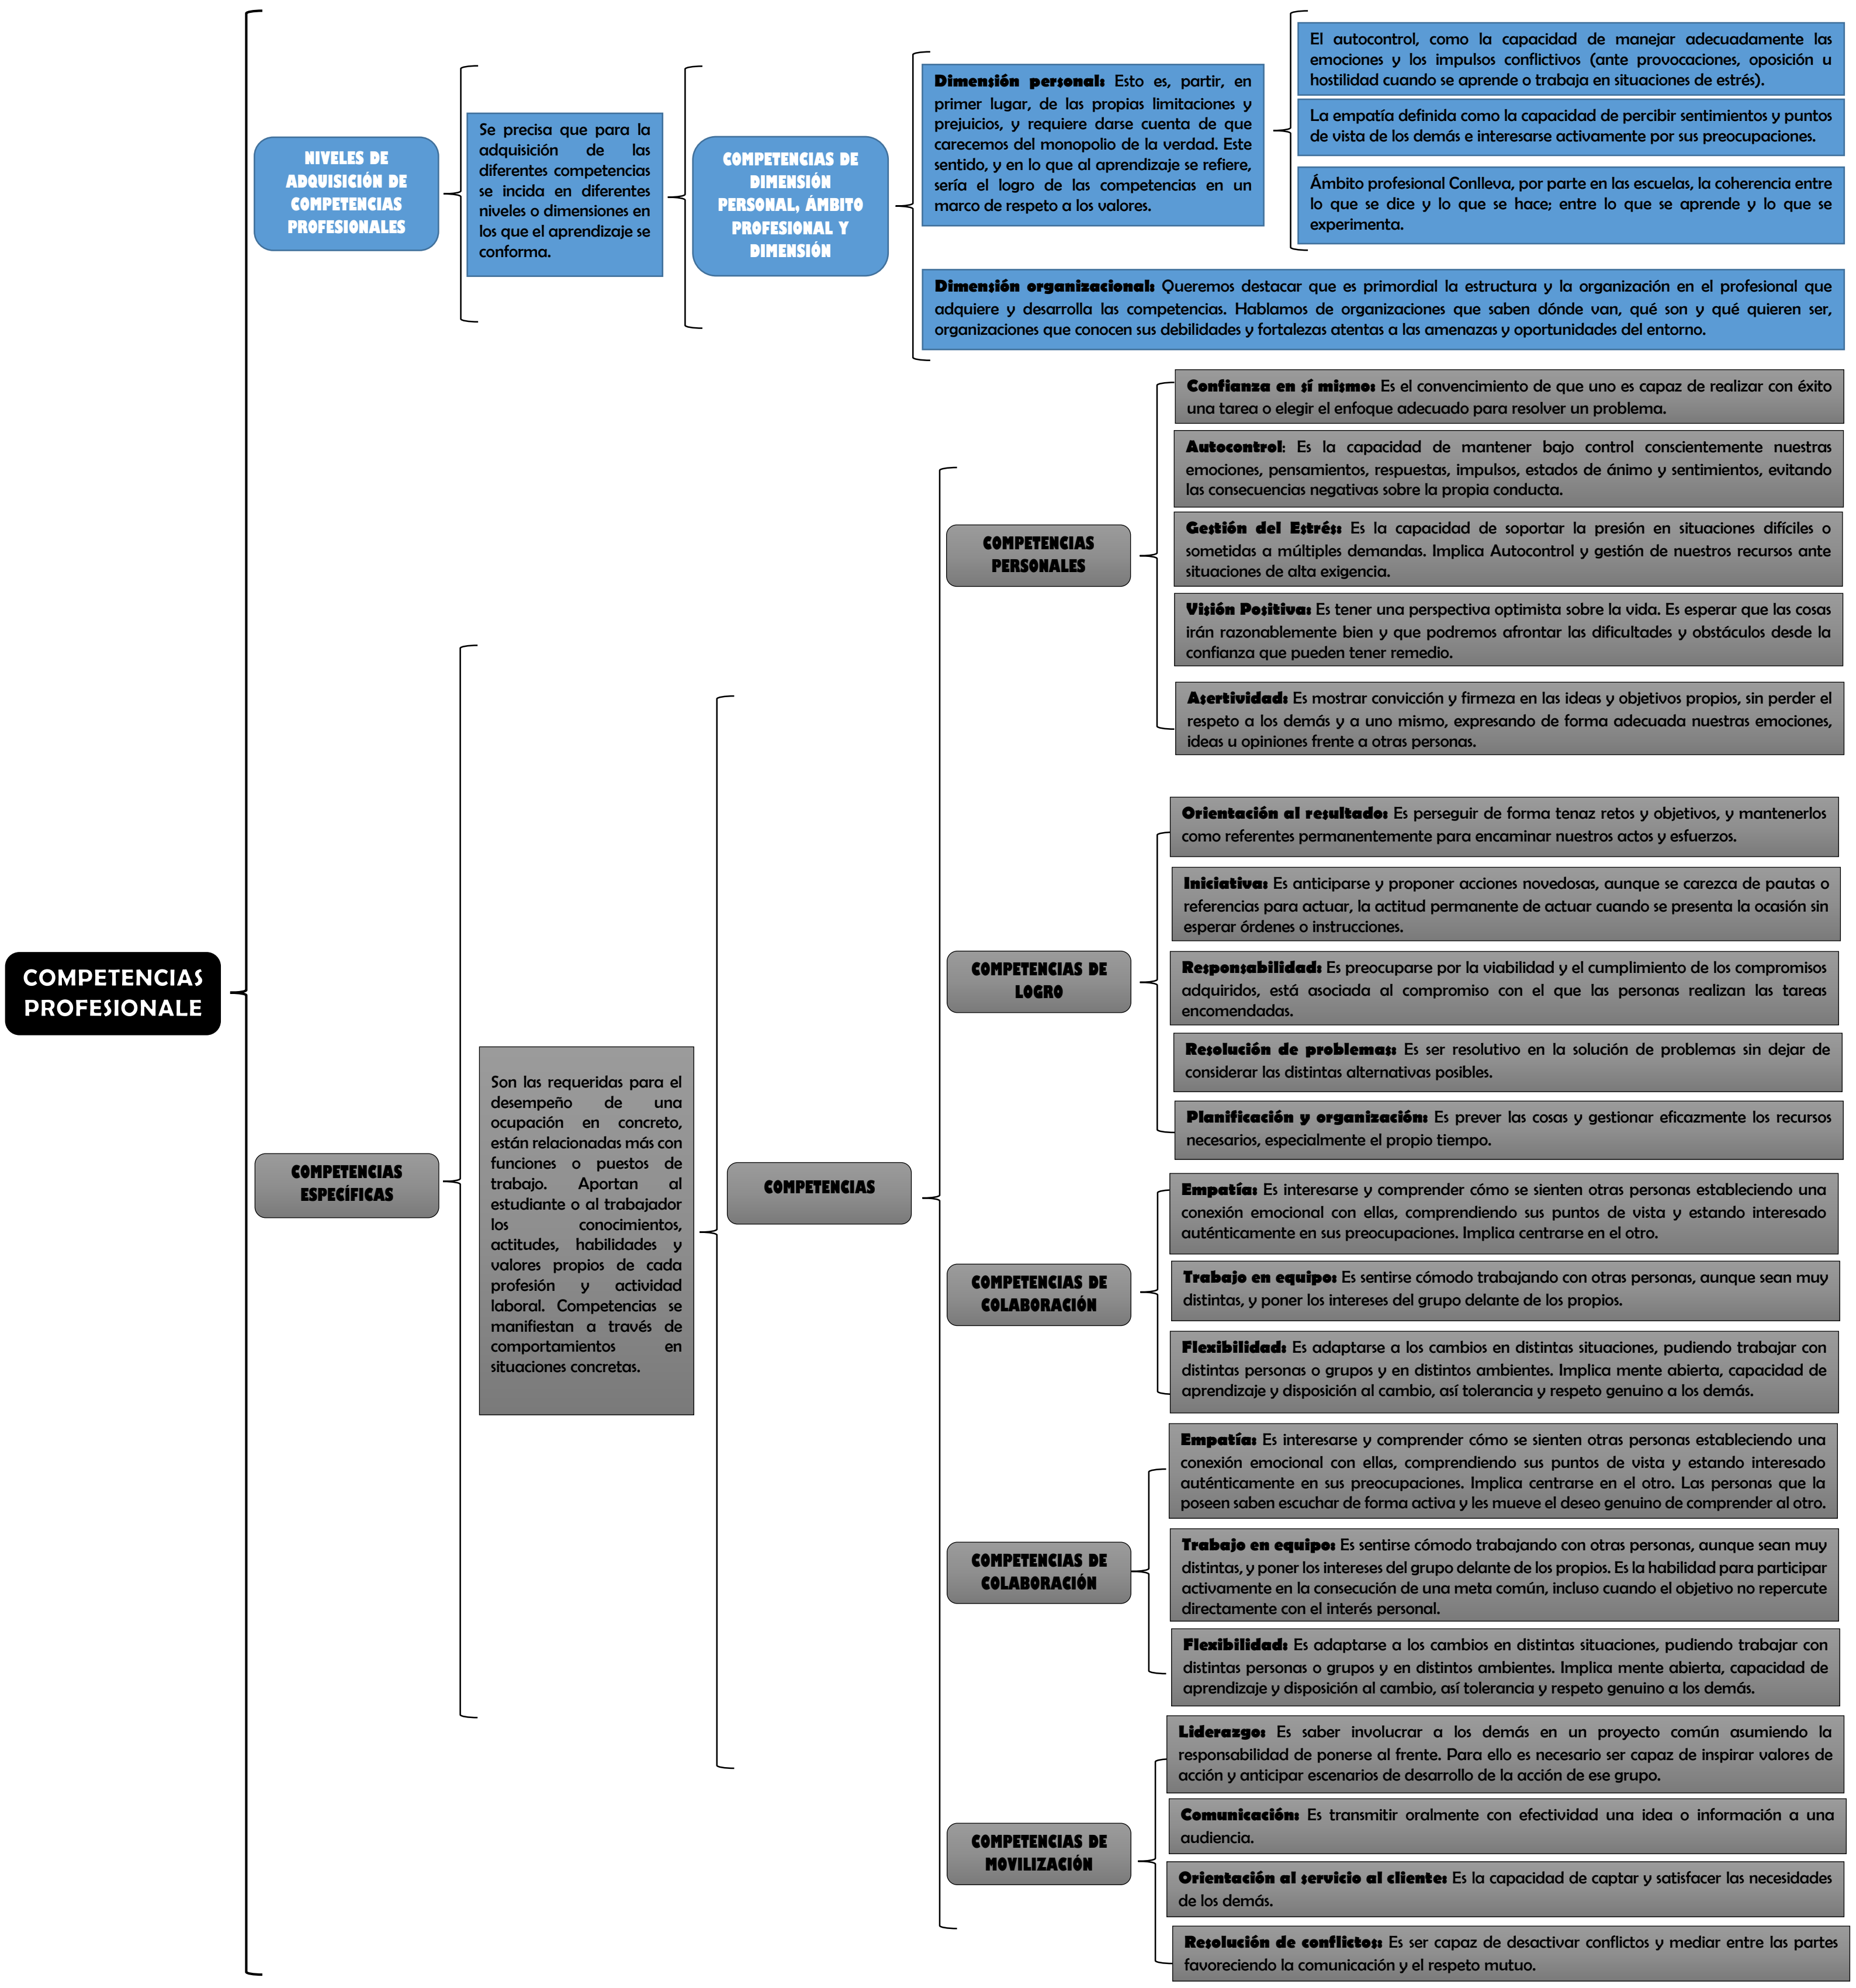 COMPETENCIAS
PROFESIONALE
NIVELES DE
ADQUISICIÓN DE
COMPETENCIAS
PROFESIONALES
Se precisa que para la
adquisición de las
diferentes competencias
se incida en diferentes
niveles o dimensiones en
los que el aprendizaje se
conforma.
COMPETENCIAS DE
DIMENSIÓN
PERSONAL, ÁMBITO
PROFESIONAL Y
DIMENSIÓN
Dimensión personal: Esto es, partir, en
primer lugar, de las propias limitaciones y
prejuicios, y requiere darse cuenta de que
carecemos del monopolio de la verdad. Este
sentido, y en lo que al aprendizaje se refiere,
sería el logro de las competencias en un
marco de respeto a los valores.
El autocontrol, como la capacidad de manejar adecuadamente las
emociones y los impulsos conflictivos (ante provocaciones, oposición u
hostilidad cuando se aprende o trabaja en situaciones de estrés).
La empatía definida como la capacidad de percibir sentimientos y puntos
de vista de los demás e interesarse activamente por sus preocupaciones.
Ámbito profesional Conlleva, por parte en las escuelas, la coherencia entre
lo que se dice y lo que se hace; entre lo que se aprende y lo que se
experimenta.
Dimensión organizacional: Queremos destacar que es primordial la estructura y la organización en el profesional que
adquiere y desarrolla las competencias. Hablamos de organizaciones que saben dónde van, qué son y qué quieren ser,
organizaciones que conocen sus debilidades y fortalezas atentas a las amenazas y oportunidades del entorno.
COMPETENCIAS
ESPECÍFICAS
Son las requeridas para el
desempeño de una
ocupación en concreto,
están relacionadas más con
funciones o puestos de
trabajo. Aportan al
estudiante o al trabajador
los conocimientos,
actitudes, habilidades y
valores propios de cada
profesión y actividad
laboral. Competencias se
manifiestan a través de
comportamientos en
situaciones concretas.
COMPETENCIAS
COMPETENCIAS
PERSONALES
Confianza en sí mismo: Es el convencimiento de que uno es capaz de realizar con éxito
una tarea o elegir el enfoque adecuado para resolver un problema.
Autocontrol: Es la capacidad de mantener bajo control conscientemente nuestras
emociones, pensamientos, respuestas, impulsos, estados de ánimo y sentimientos, evitando
las consecuencias negativas sobre la propia conducta.
Gestión del Estrés: Es la capacidad de soportar la presión en situaciones difíciles o
sometidas a múltiples demandas. Implica Autocontrol y gestión de nuestros recursos ante
situaciones de alta exigencia.
Visión Positiva: Es tener una perspectiva optimista sobre la vida. Es esperar que las cosas
irán razonablemente bien y que podremos afrontar las dificultades y obstáculos desde la
confianza que pueden tener remedio.
Asertividad: Es mostrar convicción y firmeza en las ideas y objetivos propios, sin perder el
respeto a los demás y a uno mismo, expresando de forma adecuada nuestras emociones,
ideas u opiniones frente a otras personas.
COMPETENCIAS DE
LOGRO
Orientación al resultado: Es perseguir de forma tenaz retos y objetivos, y mantenerlos
como referentes permanentemente para encaminar nuestros actos y esfuerzos.
Iniciativa: Es anticiparse y proponer acciones novedosas, aunque se carezca de pautas o
referencias para actuar, la actitud permanente de actuar cuando se presenta la ocasión sin
esperar órdenes o instrucciones.
Responsabilidad: Es preocuparse por la viabilidad y el cumplimiento de los compromisos
adquiridos, está asociada al compromiso con el que las personas realizan las tareas
encomendadas.
Resolución de problemas: Es ser resolutivo en la solución de problemas sin dejar de
considerar las distintas alternativas posibles.
Planificación y organización: Es prever las cosas y gestionar eficazmente los recursos
necesarios, especialmente el propio tiempo.
COMPETENCIAS DE
COLABORACIÓN
Empatía: Es interesarse y comprender cómo se sienten otras personas estableciendo una
conexión emocional con ellas, comprendiendo sus puntos de vista y estando interesado
auténticamente en sus preocupaciones. Implica centrarse en el otro.
Trabajo en equipo: Es sentirse cómodo trabajando con otras personas, aunque sean muy
distintas, y poner los intereses del grupo delante de los propios.
Flexibilidad: Es adaptarse a los cambios en distintas situaciones, pudiendo trabajar con
distintas personas o grupos y en distintos ambientes. Implica mente abierta, capacidad de
aprendizaje y disposición al cambio, así tolerancia y respeto genuino a los demás.
COMPETENCIAS DE
COLABORACIÓN
Empatía: Es interesarse y comprender cómo se sienten otras personas estableciendo una
conexión emocional con ellas, comprendiendo sus puntos de vista y estando interesado
auténticamente en sus preocupaciones. Implica centrarse en el otro. Las personas que la
poseen saben escuchar de forma activa y les mueve el deseo genuino de comprender al otro.
Trabajo en equipo: Es sentirse cómodo trabajando con otras personas, aunque sean muy
distintas, y poner los intereses del grupo delante de los propios. Es la habilidad para participar
activamente en la consecución de una meta común, incluso cuando el objetivo no repercute
directamente con el interés personal.
Flexibilidad: Es adaptarse a los cambios en distintas situaciones, pudiendo trabajar con
distintas personas o grupos y en distintos ambientes. Implica mente abierta, capacidad de
aprendizaje y disposición al cambio, así tolerancia y respeto genuino a los demás.
COMPETENCIAS DE
MOVILIZACIÓN
Liderazgo: Es saber involucrar a los demás en un proyecto común asumiendo la
responsabilidad de ponerse al frente. Para ello es necesario ser capaz de inspirar valores de
acción y anticipar escenarios de desarrollo de la acción de ese grupo.
Comunicación: Es transmitir oralmente con efectividad una idea o información a una
audiencia.
Orientación al servicio al cliente: Es la capacidad de captar y satisfacer las necesidades
de los demás.
Resolución de conflictos: Es ser capaz de desactivar conflictos y mediar entre las partes
favoreciendo la comunicación y el respeto mutuo.